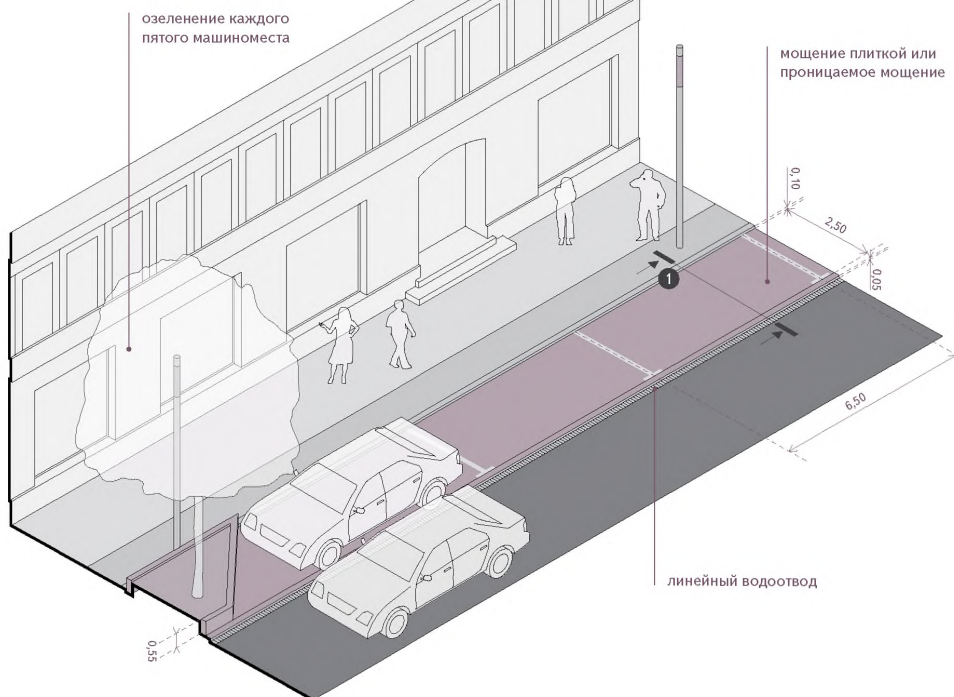 озеленение каждого
пятого машиноместа
мощение плиткой или
проницаемое мощение
0,10
2,50
0,05
1
6,50
линейный водоотвод
0,55